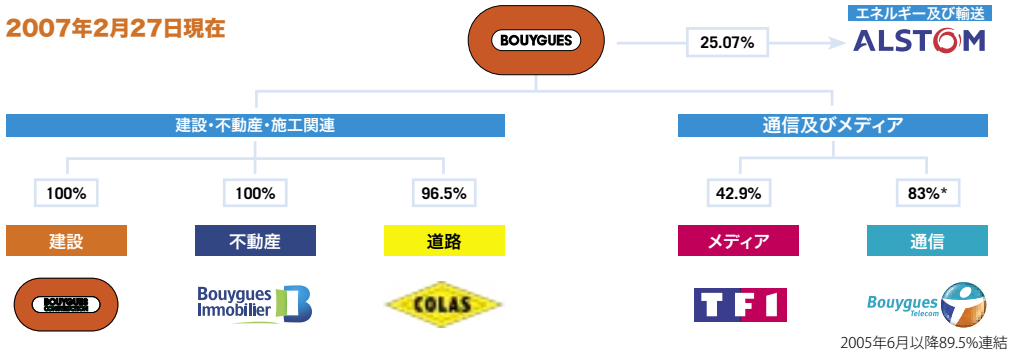 2007年2月27日現在
BOUYGUES
25.07%
エネルギー及び輸送
ALSTOM
建設・不動産・施工関連
通信及びメディア
100%
100%
96.5%
42.9%
83%*
建設
不動産
道路
メディア
通信
BOUYGUES
CONSTRUCTION
Bouygues
Immobilier
COLAS
TF1
Bouygues
Telecom
2005年6月以降89.5%連結